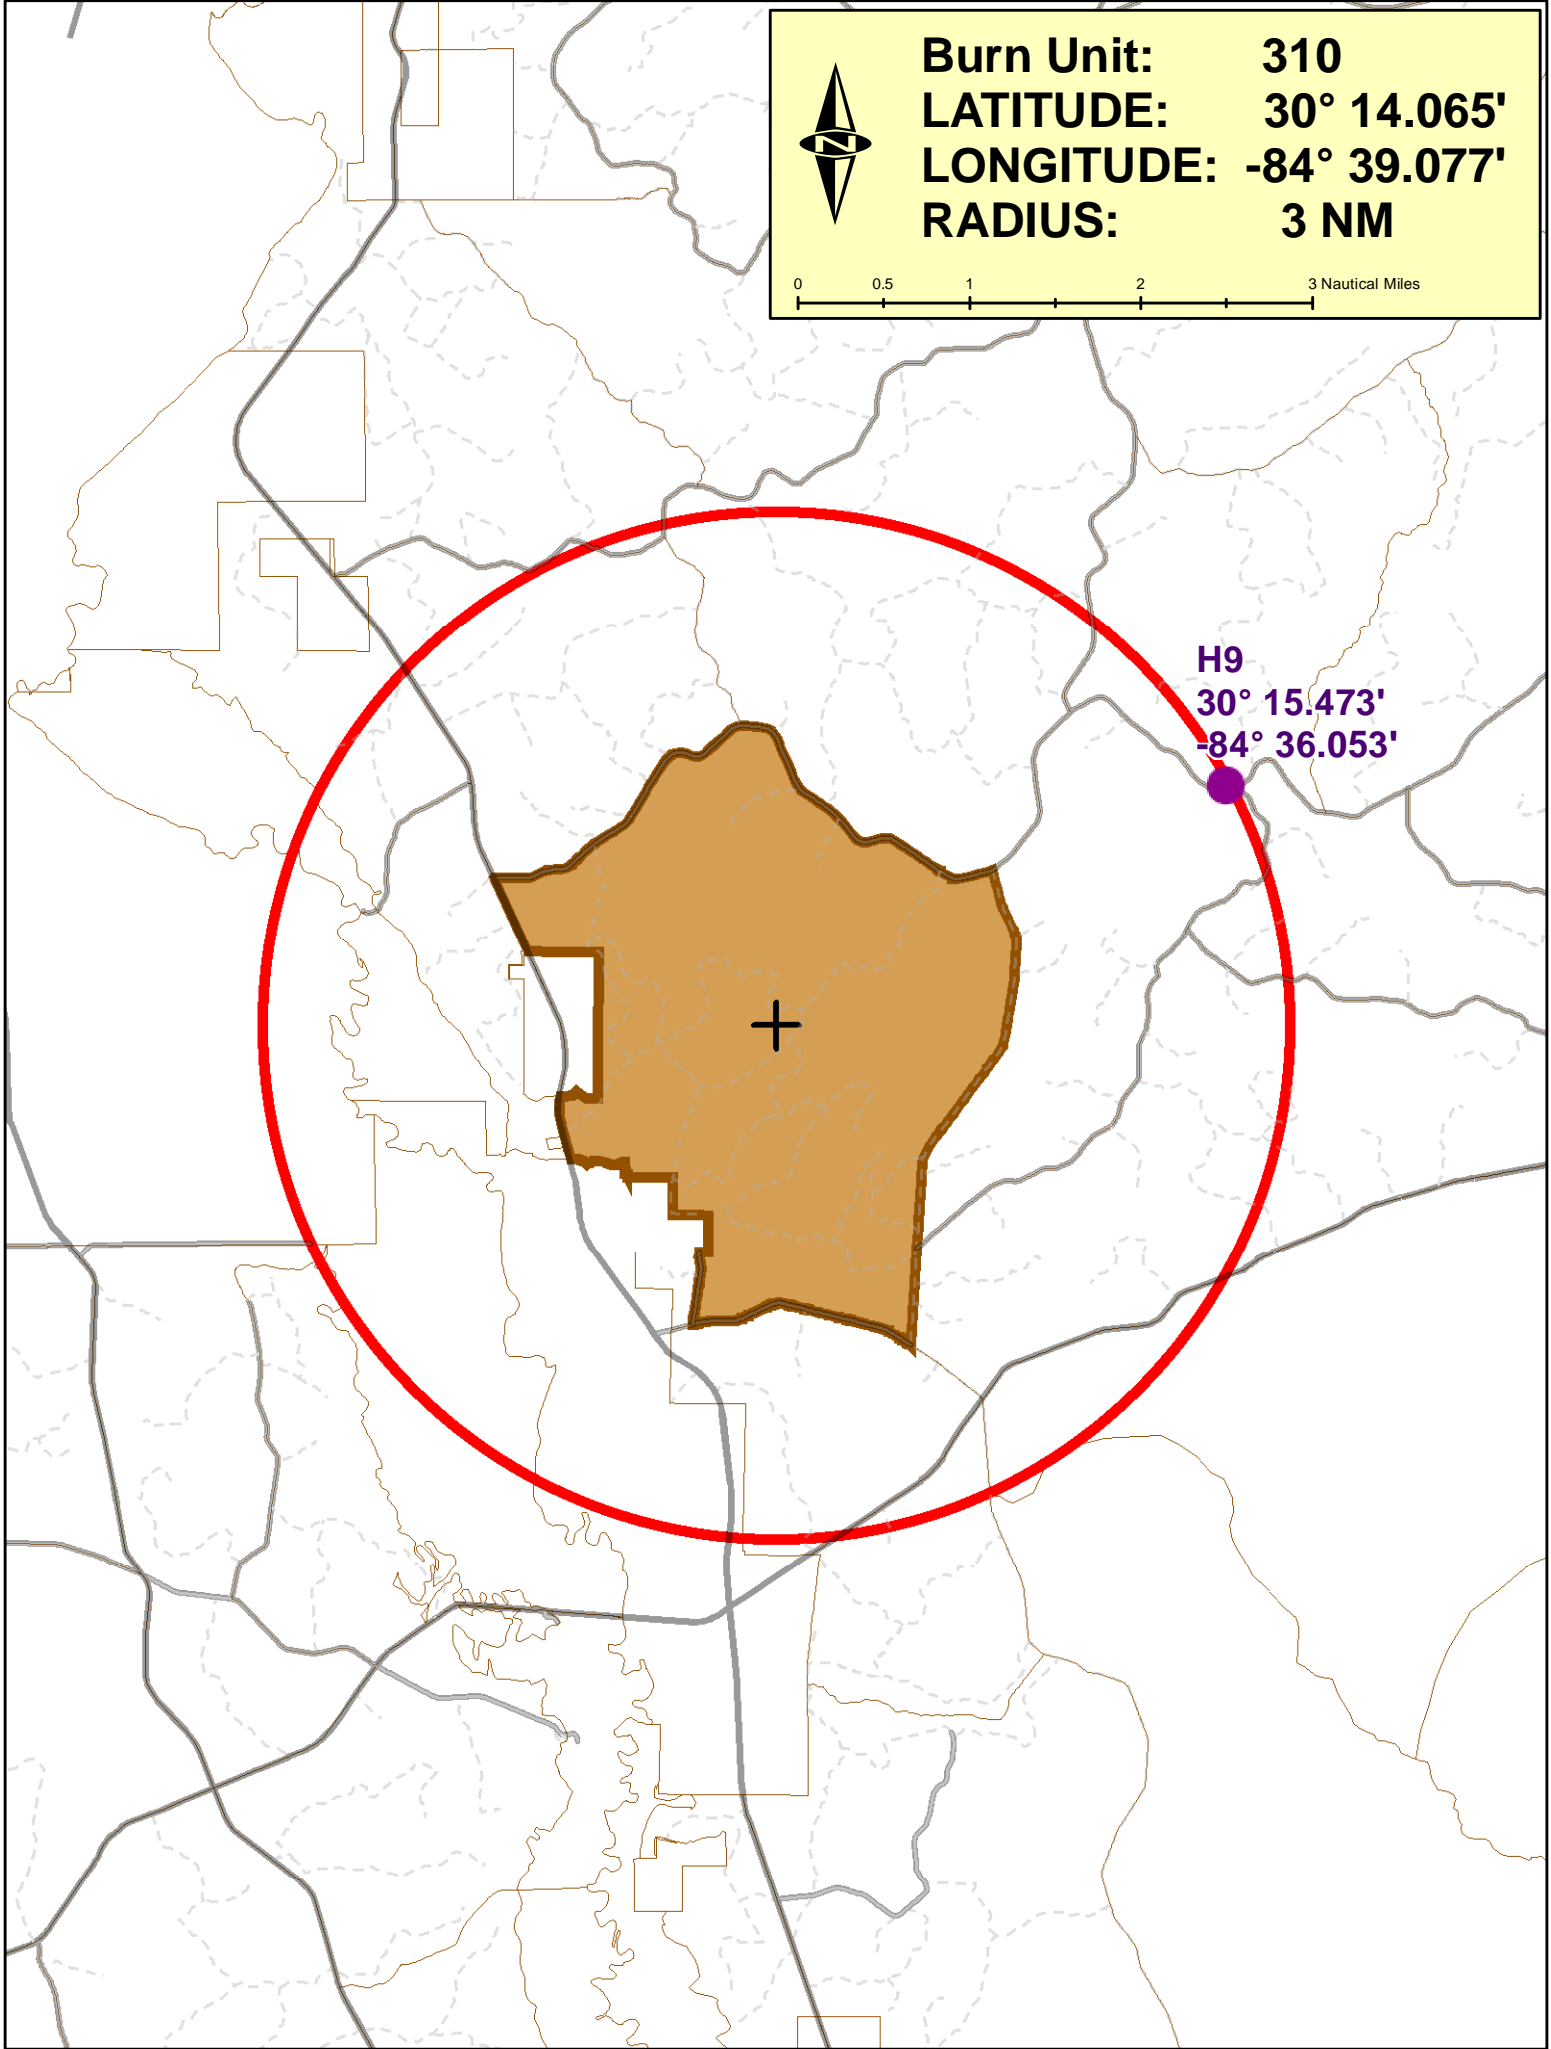 Burn Unit: 310
LATITUDE: 30° 14.065'
LONGITUDE: -84° 39.077'
RADIUS: 3 NM
N
0 0.5 1 2 3 Nautical Miles
H9
30° 15.473'
-84° 36.053'